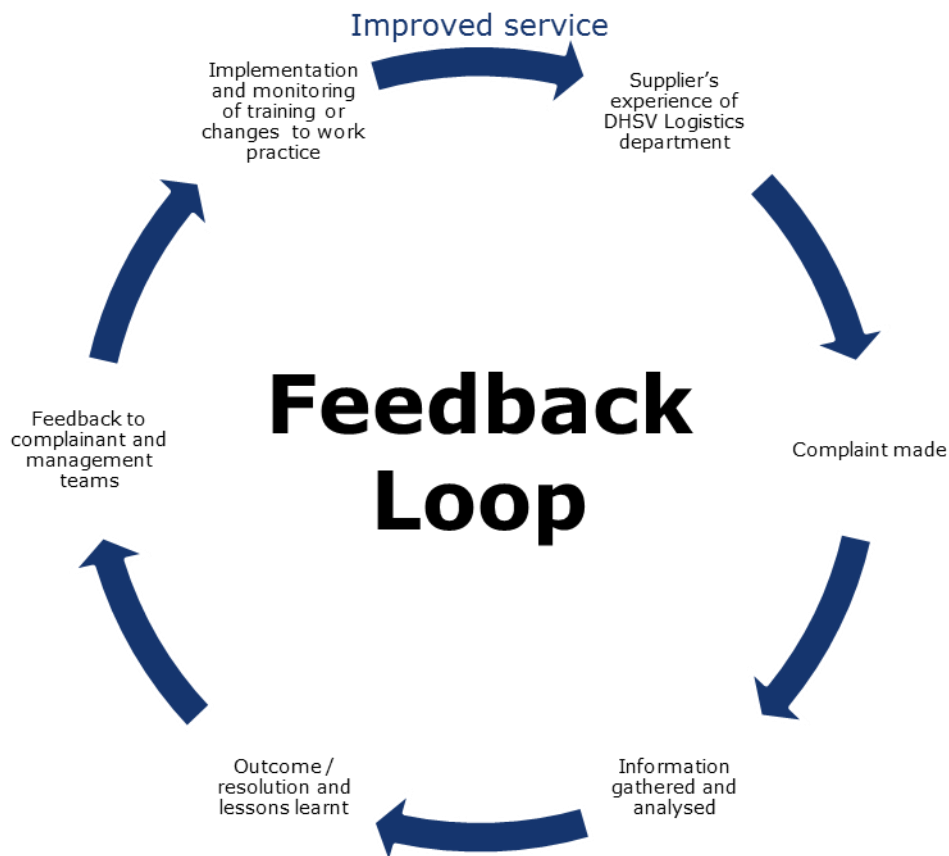 Improved service
Supplier's
experience of
DHSV Logistics
department
Complaint made
Information
gathered and
analysed
Outcome /
resolution and
lessons learnt
Feedback to
complainant and
management
teams
Implementation
and monitoring
of training or
changes to work
practice
Feedback
Loop